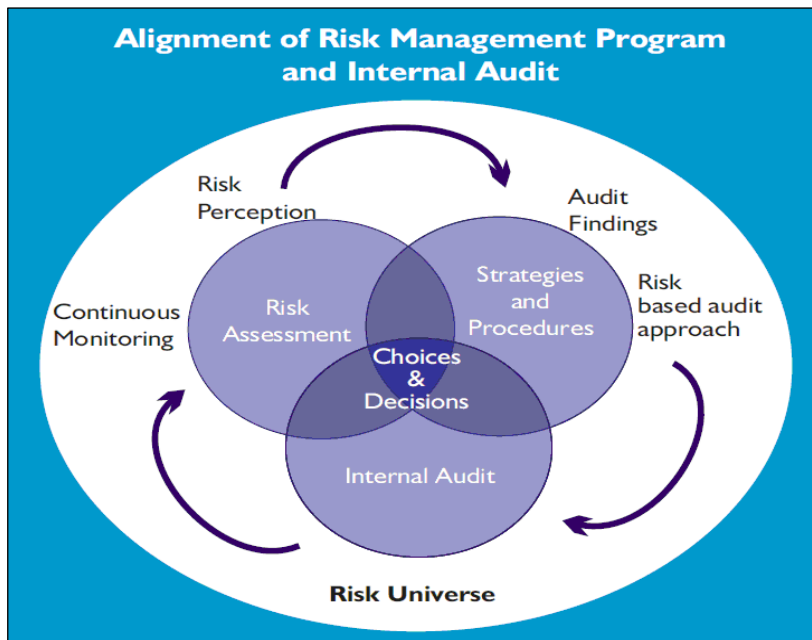 Alignment of Risk Management Program
and Internal Audit
Risk
Perception
Audit
Findings
Continuous
Monitoring
Risk
Assessment
Strategies
and
Procedures
Risk
based audit
approach
Choices
&
Decisions
Internal Audit
Risk Universe